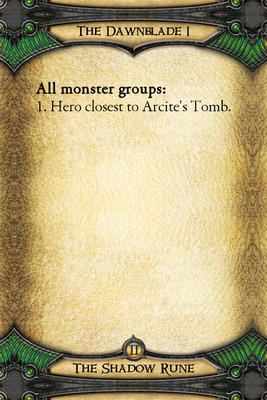 The Dawnblade I
All monster groups:
1. Hero closest to Arcite's Tomb.
II
The Shadow Rune